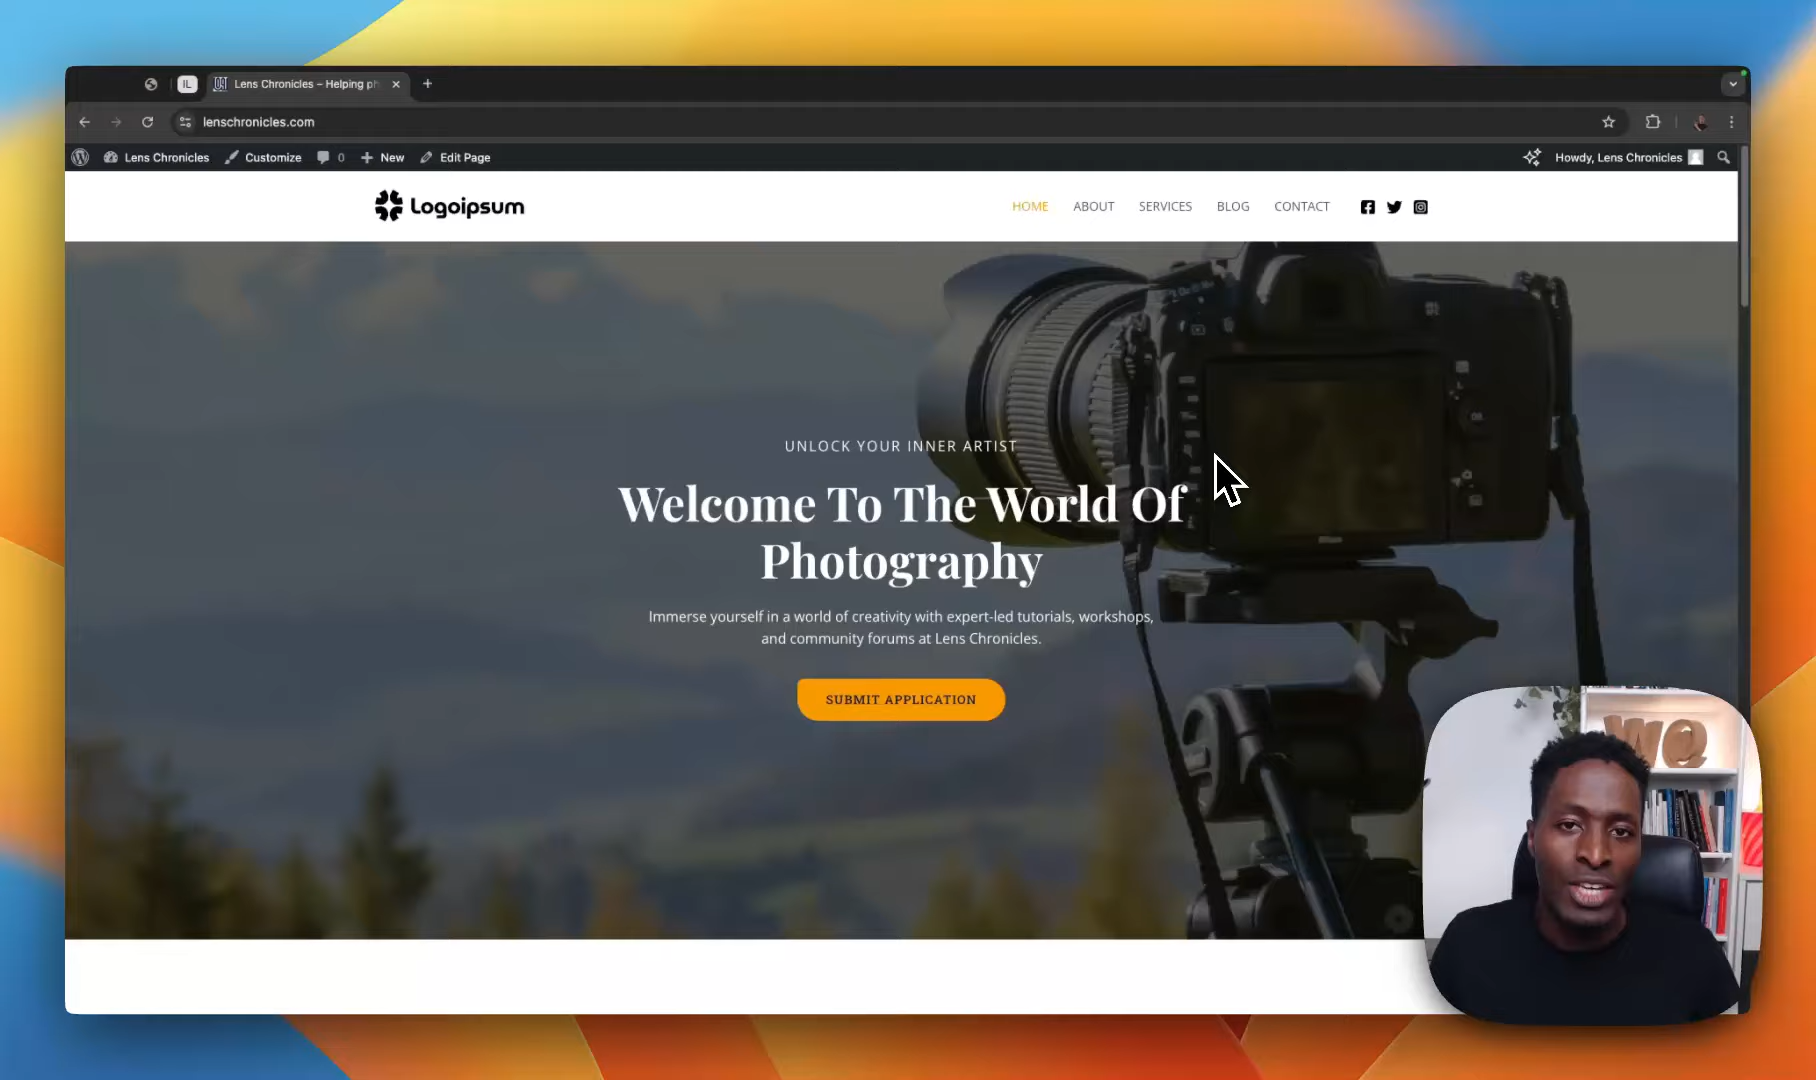 IL
Lens Chronicles – Helping ph
lenschronicles.com
Lens Chronicles
Customize
0
New
Edit Page
Howdy, Lens Chronicles
Logoipsum
HOME
ABOUT
SERVICES
BLOG
CONTACT
UNLOCK YOUR INNER ARTIST
Welcome To The World Of
Photography
Immerse yourself in a world of creativity with expert-led tutorials, workshops,
and community forums at Lens Chronicles.
SUBMIT APPLICATION
WQ